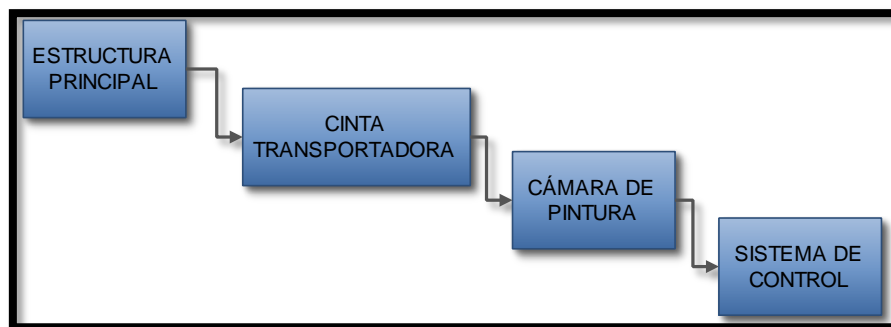 ESTRUCTURA
PRINCIPAL
CINTA
TRANSPORTADORA
CÁMARA DE
PINTURA
SISTEMA DE
CONTROL